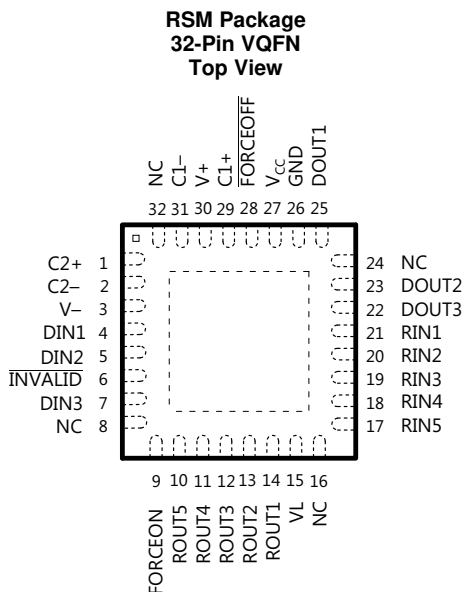 RSM Package
32-Pin VQFN
Top View
NC C1– V+ C1+ FORCEOFF VCC GND DOUT1
32 31 30 29 28 27 26 25
C2+ 1
C2– 2
V– 3
DIN1 4
DIN2 5
INVALID 6
DIN3 7
NC 8
24 NC
23 DOUT2
22 DOUT3
21 RIN1
20 RIN2
19 RIN3
18 RIN4
17 RIN5
9 10 11 12 13 14 15 16
FORCEON ROUT5 ROUT4 ROUT3 ROUT2 ROUT1 VL NC